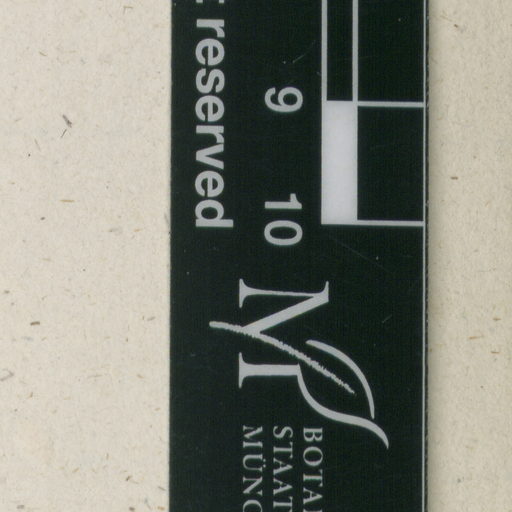 reserved
9 10
M
BOTA
STAAT
MÜNC